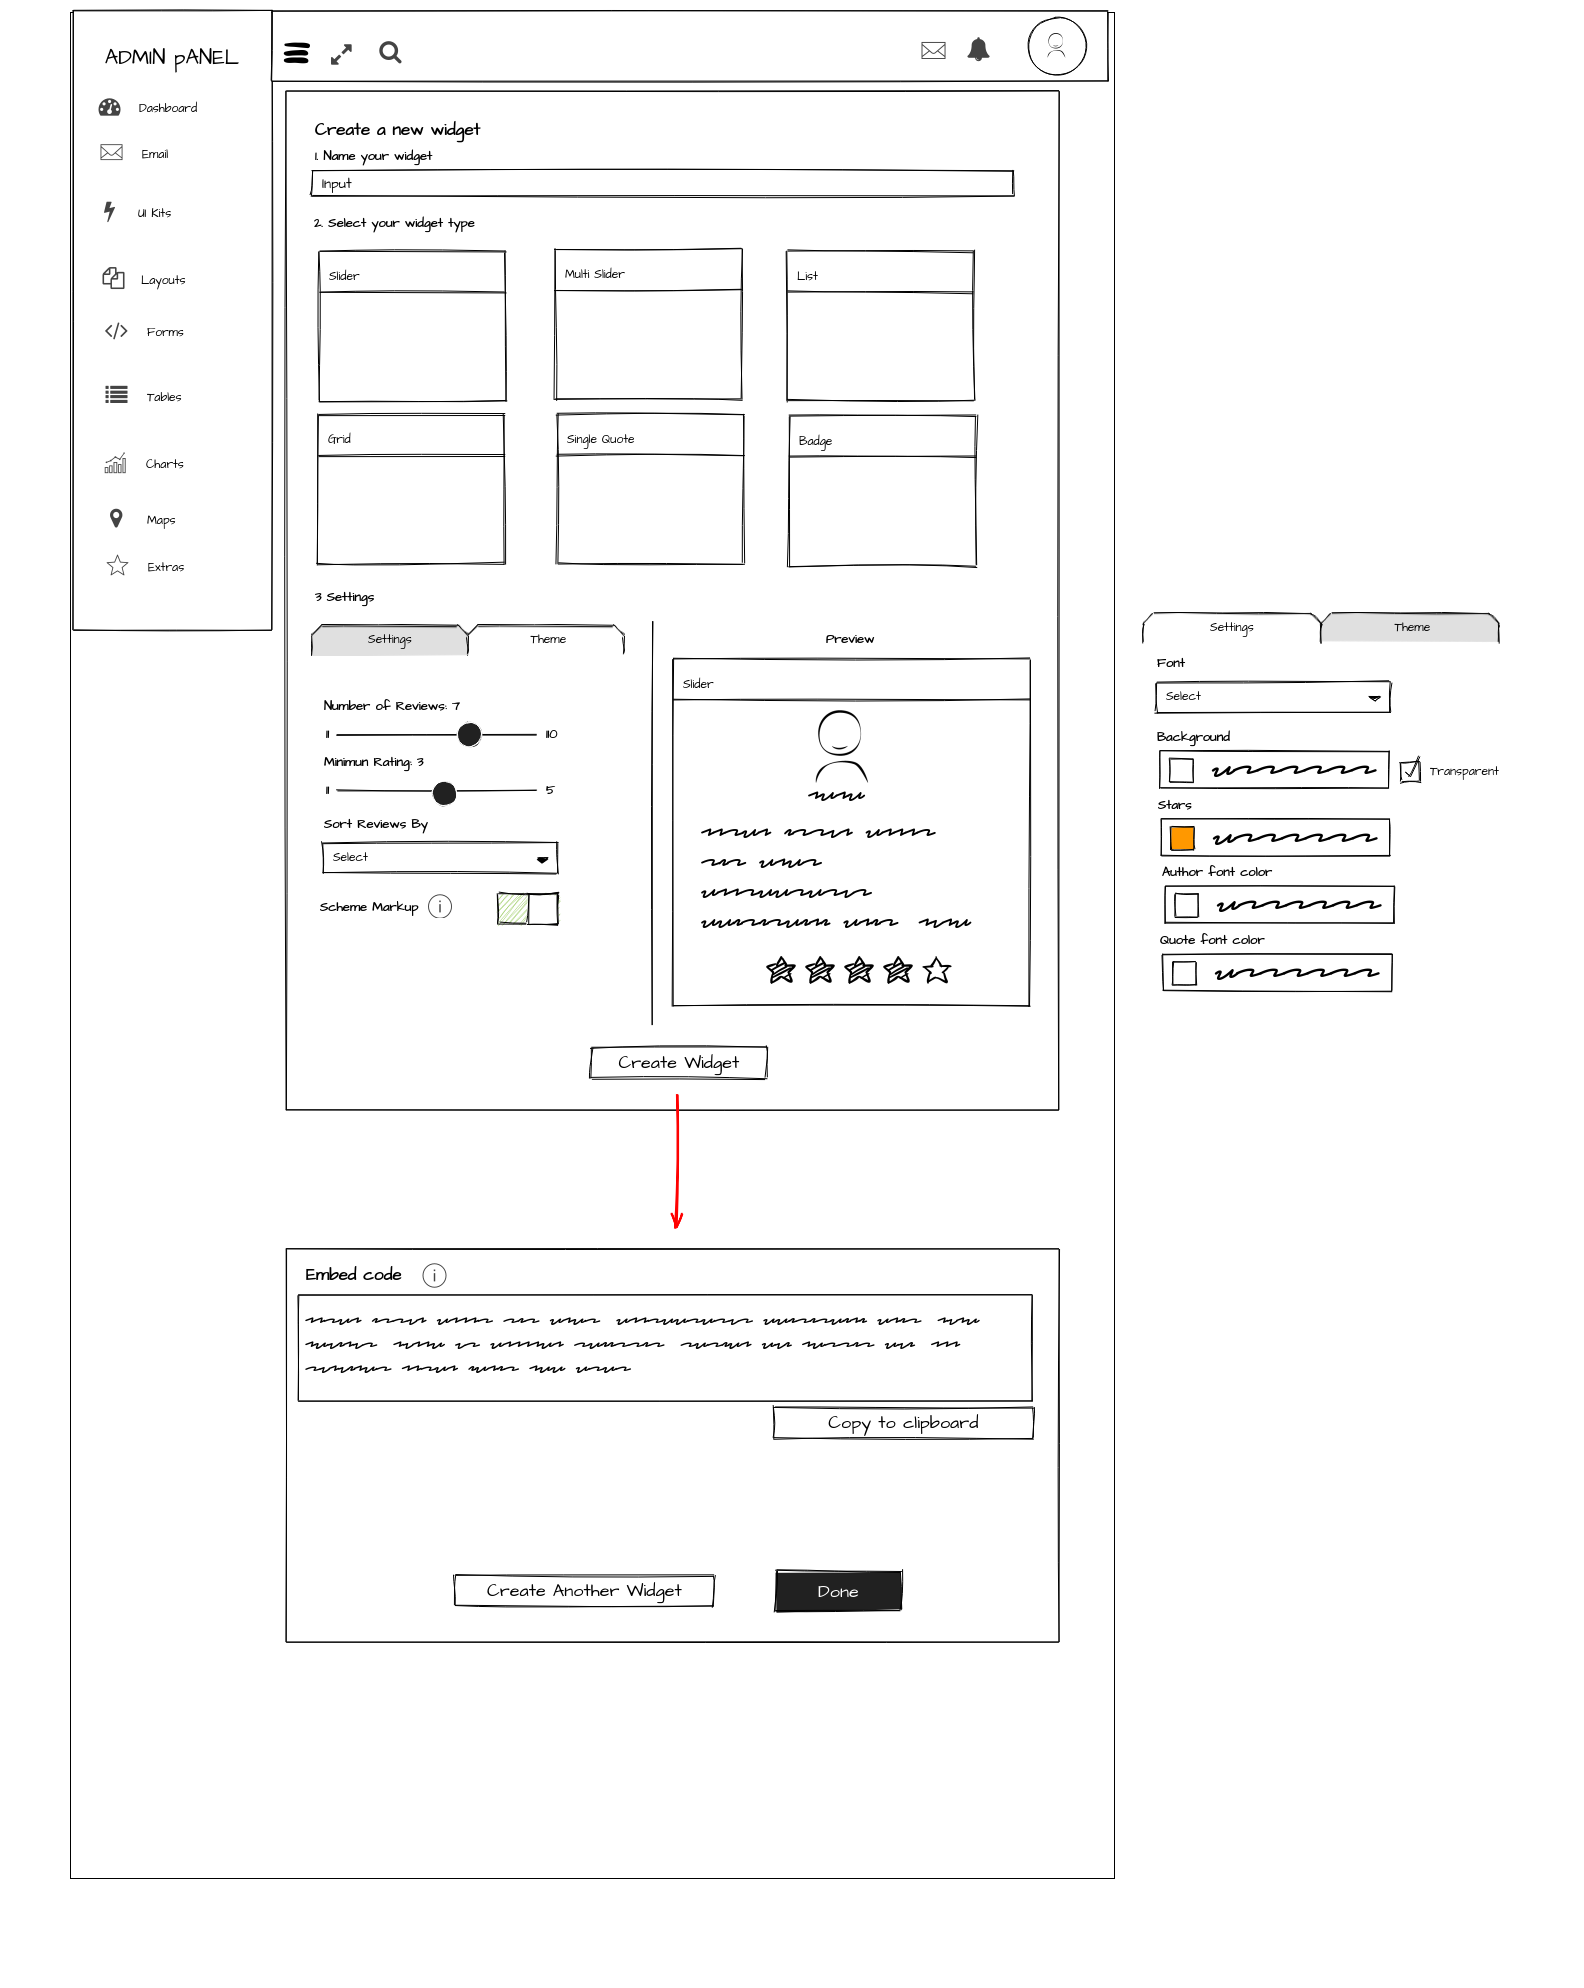 ADMIN pANEL
Dashboard
Email
UI Kits
Layouts
Forms
Tables
Charts
Maps
Extras
Create a new widget
1. Name your widget
Input
2. Select your widget type
Slider
Multi Slider
List
Grid
Single Quote
Badge
3 Settings
Settings
Theme
Number of Reviews: 7
1
10
Minimun Rating: 3
1
5
Sort Reviews By
Select
Scheme Markup
i
Preview
Slider
Create Widget
Settings
Theme
Font
Select
Background
Transparent
Stars
Author font color
Quote font color
Embed code
i
Copy to clipboard
Create Another Widget
Done